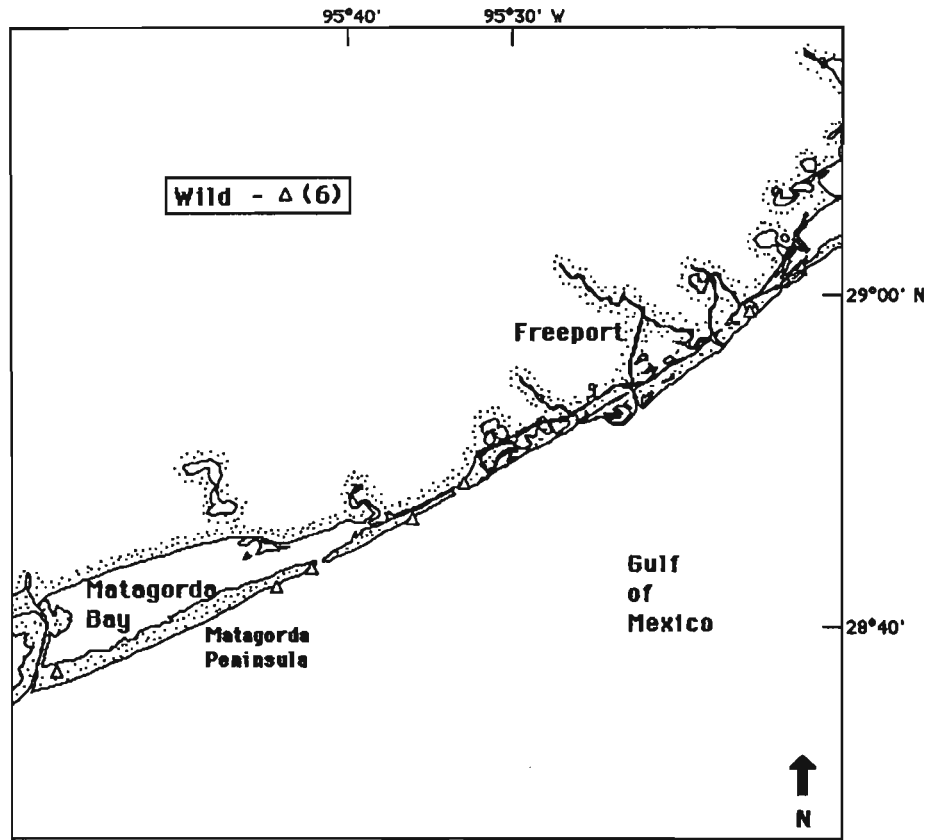 95°40' 95°30' W
Wild - Δ (6)
29°00' N
Freeport
Gulf
of
Mexico
Matagorda
Bay
28°40'
Matagorda
Peninsula
N